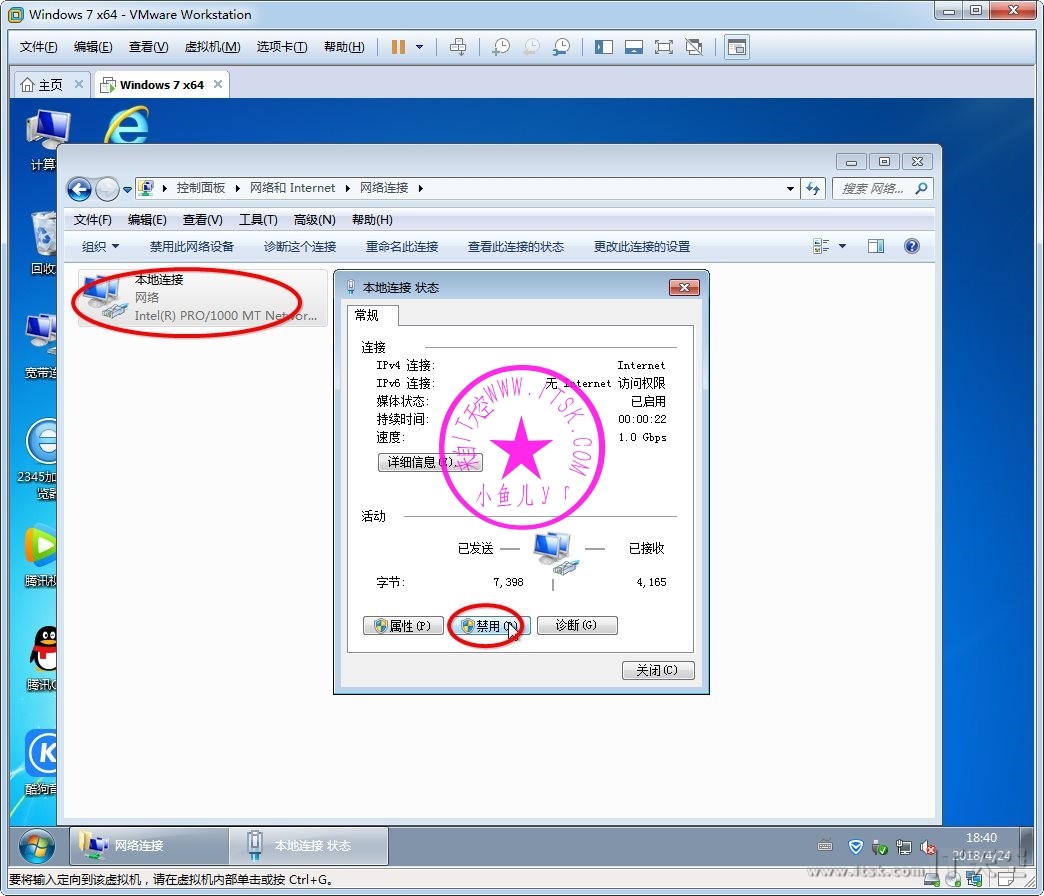 Windows 7 x64 - VMware Workstation
文件(F) 编辑(E) 查看(V) 虚拟机(M) 选项卡(T) 帮助(H)
主页 Windows 7 x64
计算
控制面板 网络和 Internet 网络连接 搜索 网络...
文件(F) 编辑(E) 查看(V) 工具(T) 高级(N) 帮助(H)
组织 禁用此网络设备 诊断这个连接 重命名此连接 查看此连接的状态 更改此连接的设置
回收
本地连接
网络
Intel(R) PRO/1000 MT Networ...
宽带连
2345加
览器
腾讯视
腾讯Q
酷狗音
本地连接 状态
常规
连接
IPv4 连接: Internet
IPv6 连接: 无 Internet 访问权限
媒体状态: 已启用
持续时间: 00:00:22
速度: 1.0 Gbps
详细信息(E)...
来自IT天空WWW.ITSK.COM
小鱼儿yr
活动
已发送 已接收
字节: 7,398 4,165
属性(P) 禁用(N) 诊断(G)
关闭(C)
网络连接 本地连接 状态
18:40
2018/4/24
IT天空
www.itsk.com
要将输入定向到该虚拟机，请在虚拟机内部单击或按 Ctrl+G。